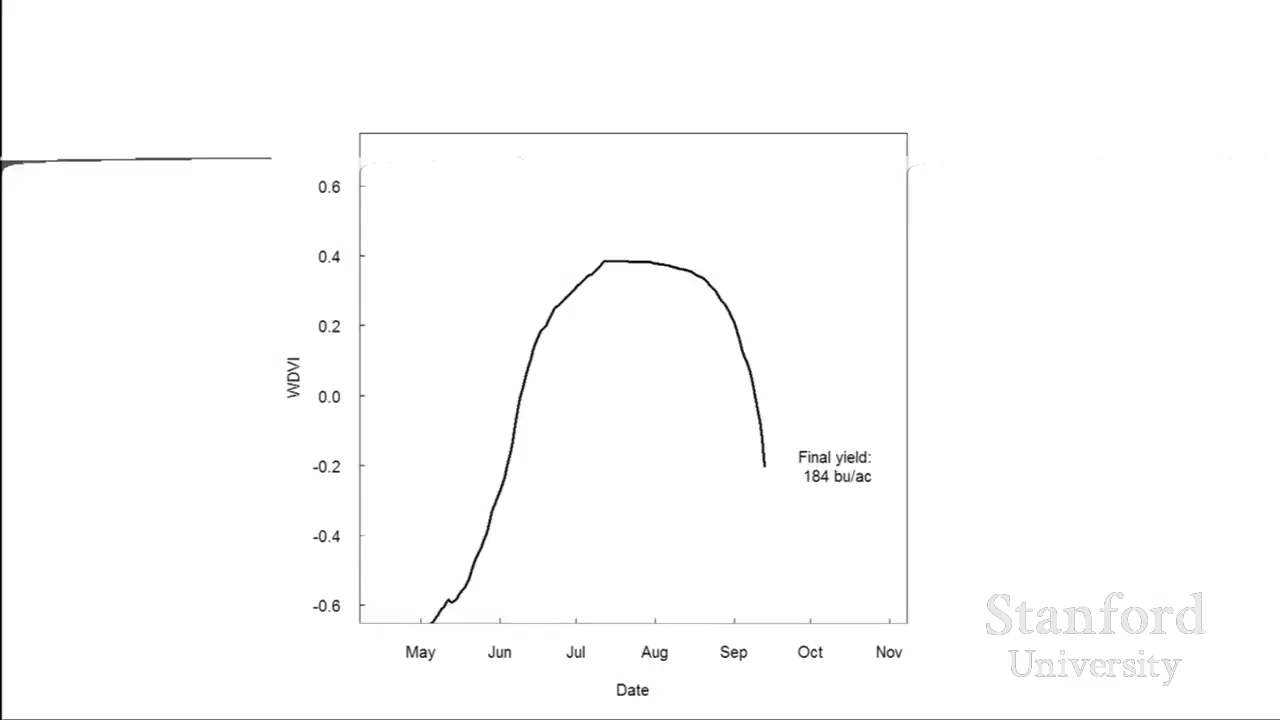 0.6
0.4
0.2
0.0
-0.2
-0.4
-0.6
WDVI
Final yield:
184 bu/ac
May Jun Jul Aug Sep Oct Nov
Date
Stanford
University